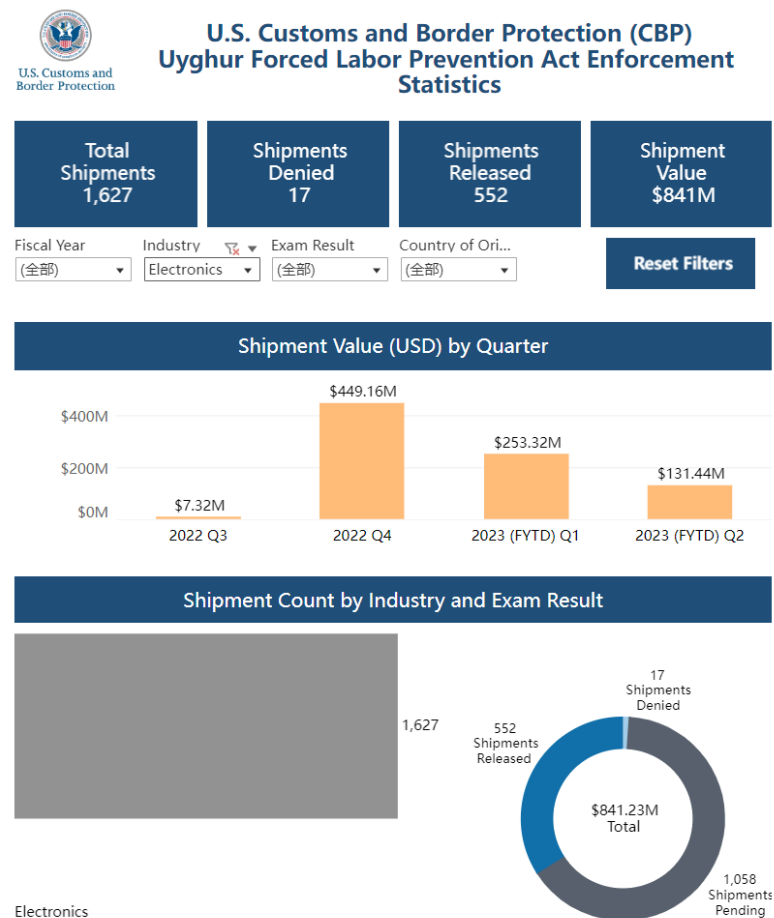 U.S. Customs and
Border Protection
U.S. Customs and Border Protection (CBP)
Uyghur Forced Labor Prevention Act Enforcement
Statistics
Total
Shipments
1,627
Shipments
Denied
17
Shipments
Released
552
Shipment
Value
$841M
Fiscal Year
(全部)
Industry
Electronics
Exam Result
(全部)
Country of Ori...
(全部)
Reset Filters
Shipment Value (USD) by Quarter
$400M
$200M
$0M
$7.32M
$449.16M
$253.32M
$131.44M
2022 Q3
2022 Q4
2023 (FYTD) Q1
2023 (FYTD) Q2
Shipment Count by Industry and Exam Result
1,627
Electronics
17
Shipments
Denied
552
Shipments
Released
$841.23M
Total
1,058
Shipments
Pending